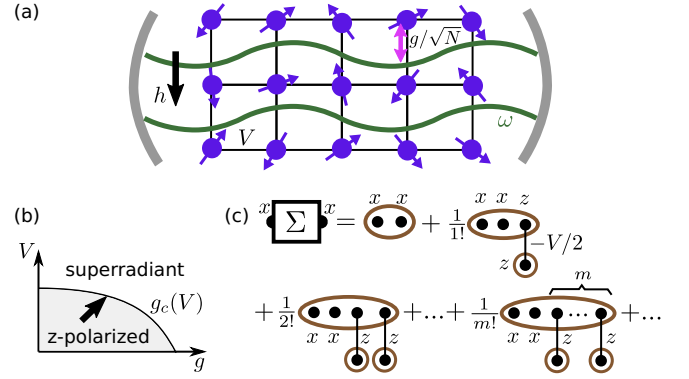 (a)
g/√N
h
V
ω
(b)
V
superradiant
g_c(V)
z-polarized
g
(c)
x Σ x = x x + 1/1! x x z
−V/2
z
m
+ 1/2! x x z z +...+ 1/m! x x z z +...